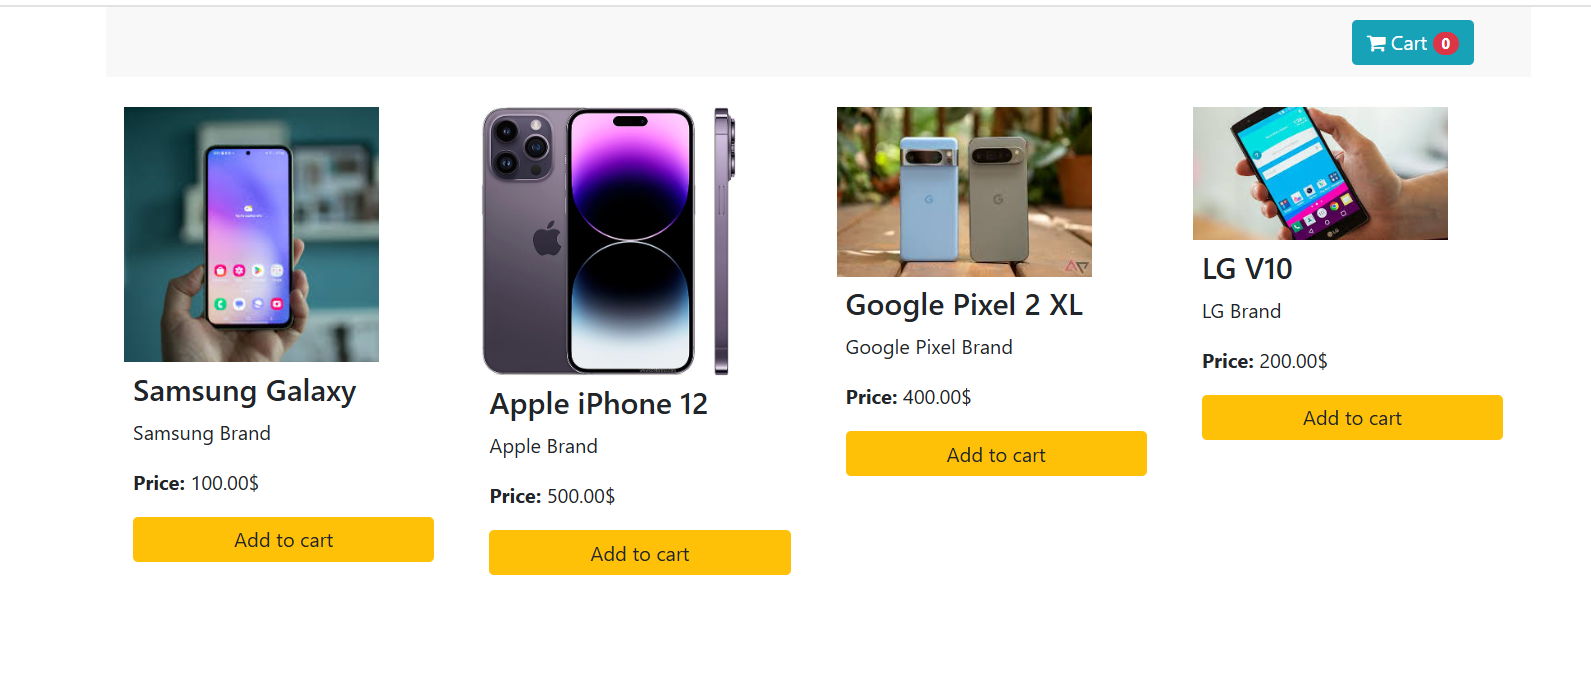 Cart 0
Samsung Galaxy
Samsung Brand
Price: 100.00$
Add to cart
Apple iPhone 12
Apple Brand
Price: 500.00$
Add to cart
Google Pixel 2 XL
Google Pixel Brand
Price: 400.00$
Add to cart
LG V10
LG Brand
Price: 200.00$
Add to cart